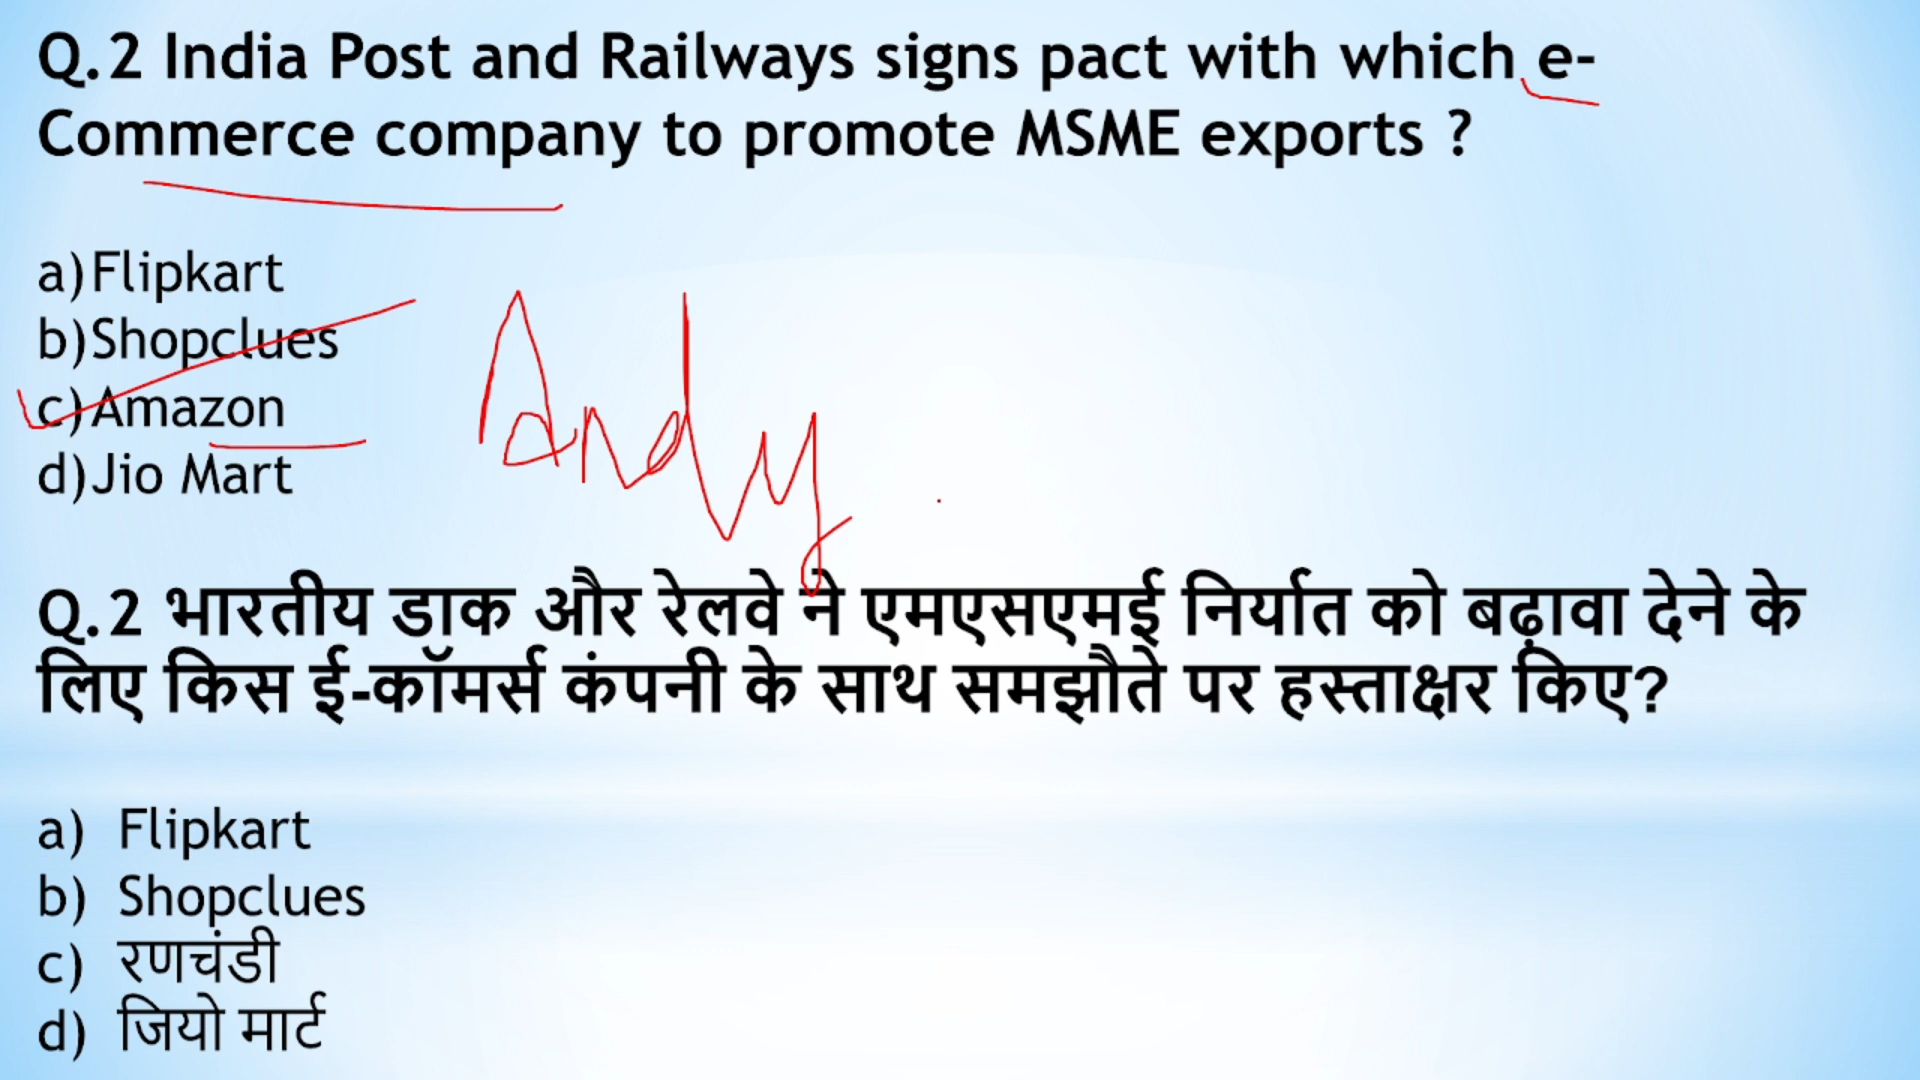 Q.2 India Post and Railways signs pact with which e-
Commerce company to promote MSME exports ?
a) Flipkart
b) Shopclues
c) Amazon
d) Jio Mart
Andy
Q.2 भारतीय डाक और रेलवे ने एमएसएमई निर्यात को बढ़ावा देने के
लिए किस ई-कॉमर्स कंपनी के साथ समझौते पर हस्ताक्षर किए?
a) Flipkart
b) Shopclues
c) रणचंडी
d) जियो मार्ट